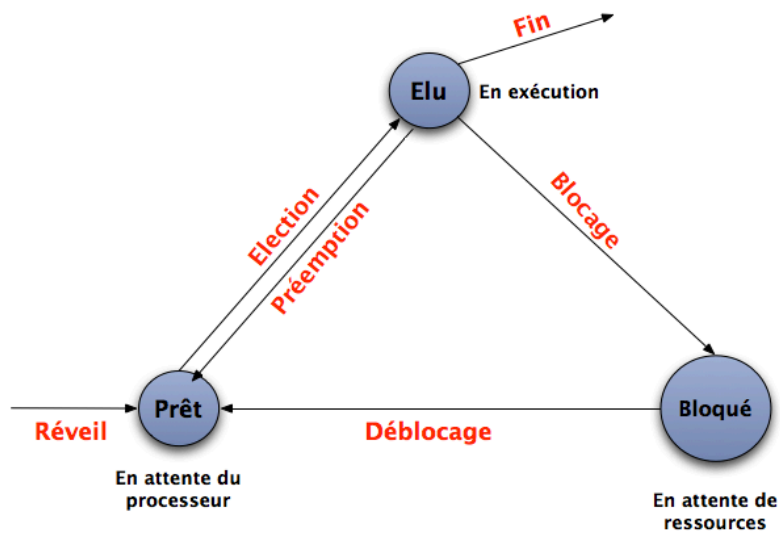 Fin
Elu
En exécution
Election
Préemption
Blocage
Prêt
Bloqué
Réveil
Déblocage
En attente du
processeur
En attente de
ressources